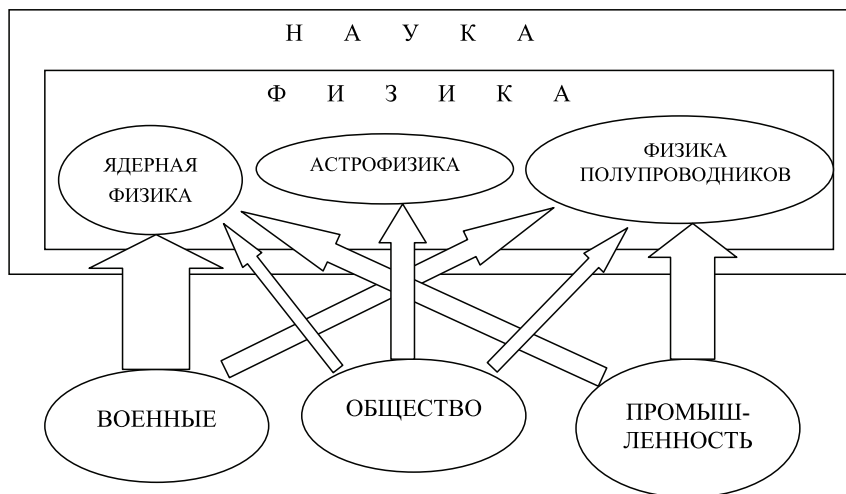 Н А У К А
Ф И З И К А
ЯДЕРНАЯ
ФИЗИКА
АСТРОФИЗИКА
ФИЗИКА
ПОЛУПРОВОДНИКОВ
ВОЕННЫЕ
ОБЩЕСТВО
ПРОМЫШ-
ЛЕННОСТЬ